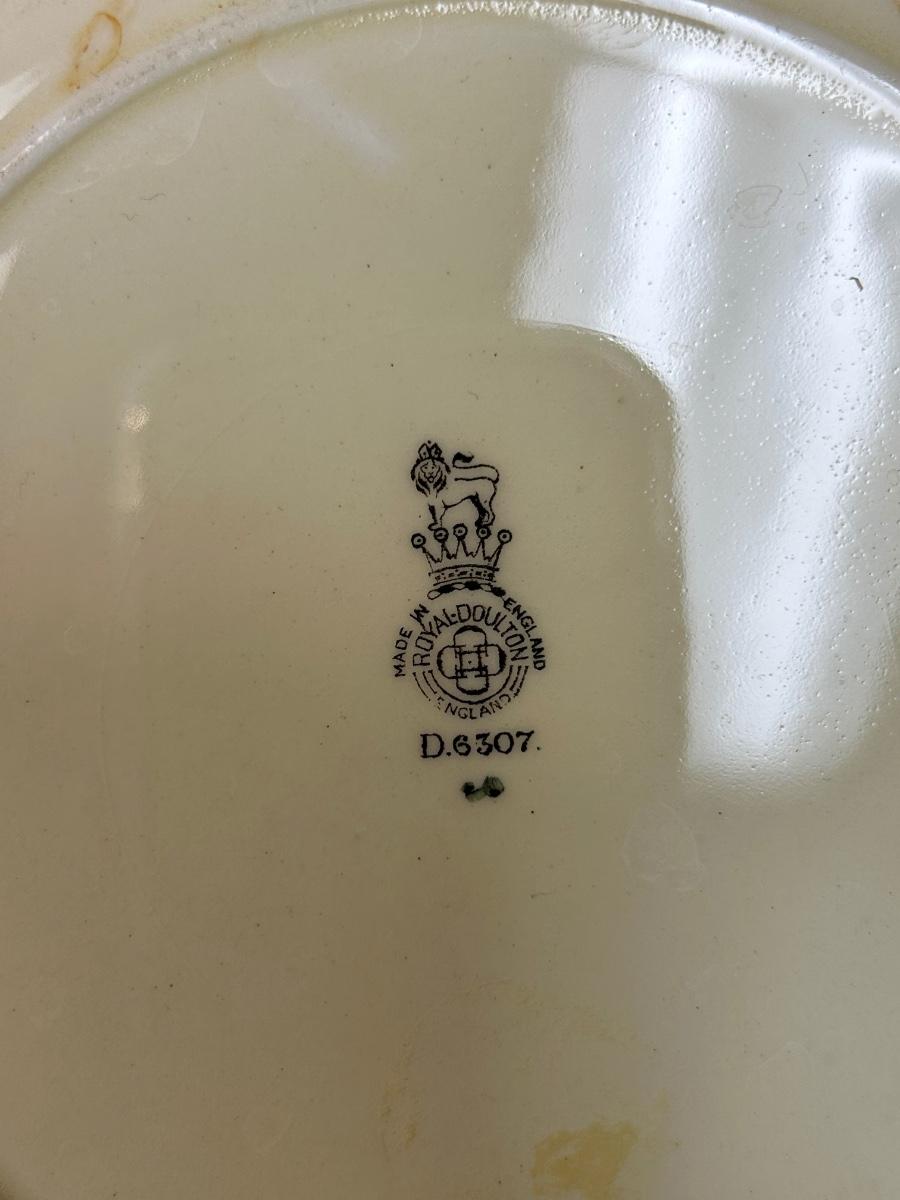 MADE IN ENGLAND
ROYAL·DOULTON
ENGLAND
D.6307.